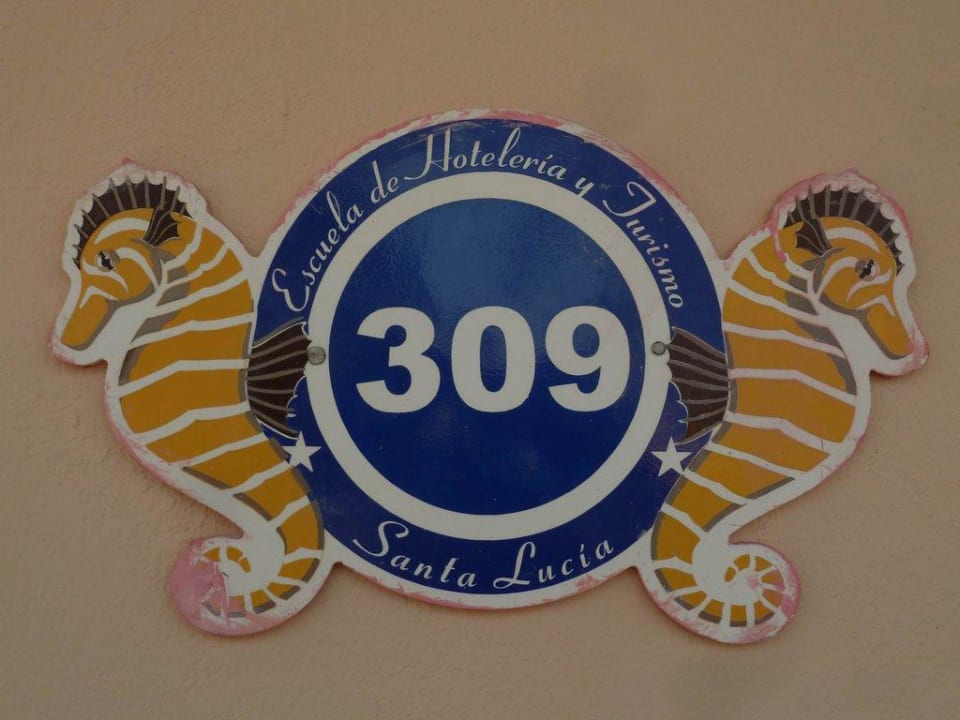 Escuela de Hotelería y Turismo
309
Santa Lucía